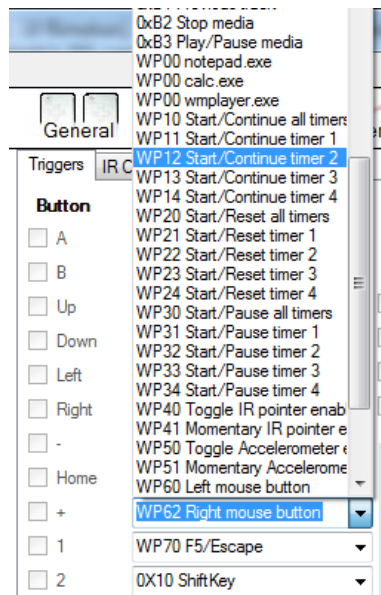 0xB2 Stop media
0xB3 Play/Pause media
WP00 notepad.exe
WP00 calc.exe
WP00 wmplayer.exe
WP10 Start/Continue all timers
General
WP11 Start/Continue timer 1
Triggers
IR C
WP12 Start/Continue timer 2
WP13 Start/Continue timer 3
WP14 Start/Continue timer 4
Button
WP20 Start/Reset all timers
A
WP21 Start/Reset timer 1
WP22 Start/Reset timer 2
B
WP23 Start/Reset timer 3
WP24 Start/Reset timer 4
Up
WP30 Start/Pause all timers
WP31 Start/Pause timer 1
Down
WP32 Start/Pause timer 2
WP33 Start/Pause timer 3
Left
WP34 Start/Pause timer 4
Right
WP40 Toggle IR pointer enab
WP41 Momentary IR pointer e
-
WP50 Toggle Accelerometer e
WP51 Momentary Accelerome
Home
WP60 Left mouse button
+
WP62 Right mouse button
1
WP70 F5/Escape
2
0X10 ShiftKey